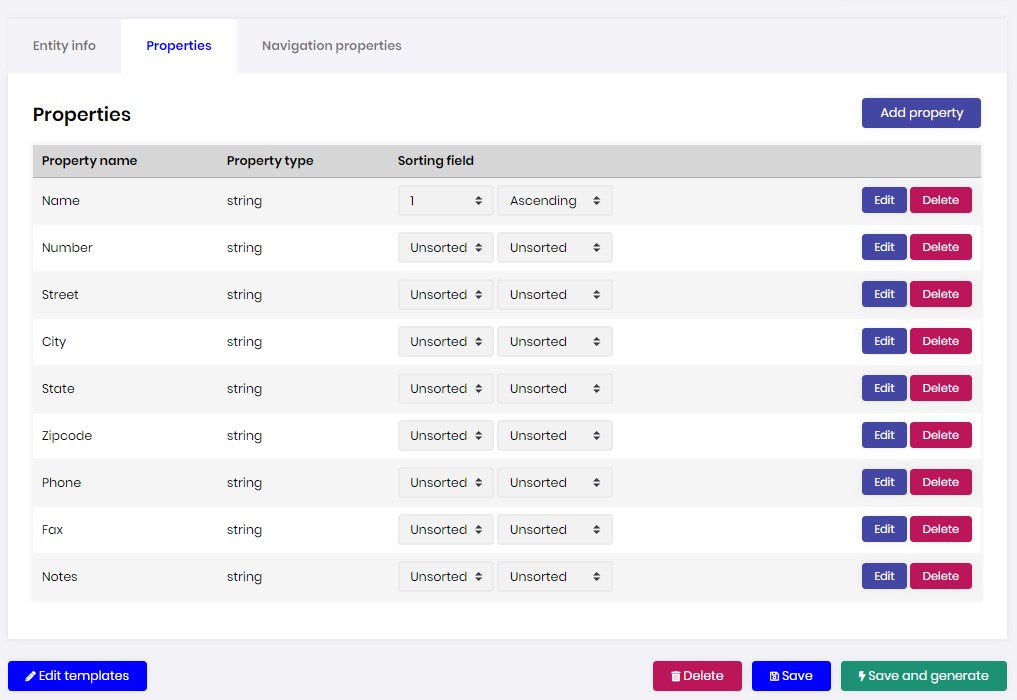 Entity info Properties Navigation properties
Properties Add property
Property name Property type Sorting field
Name string 1 Ascending Edit Delete
Number string Unsorted Unsorted Edit Delete
Street string Unsorted Unsorted Edit Delete
City string Unsorted Unsorted Edit Delete
State string Unsorted Unsorted Edit Delete
Zipcode string Unsorted Unsorted Edit Delete
Phone string Unsorted Unsorted Edit Delete
Fax string Unsorted Unsorted Edit Delete
Notes string Unsorted Unsorted Edit Delete
Edit templates Delete Save Save and generate